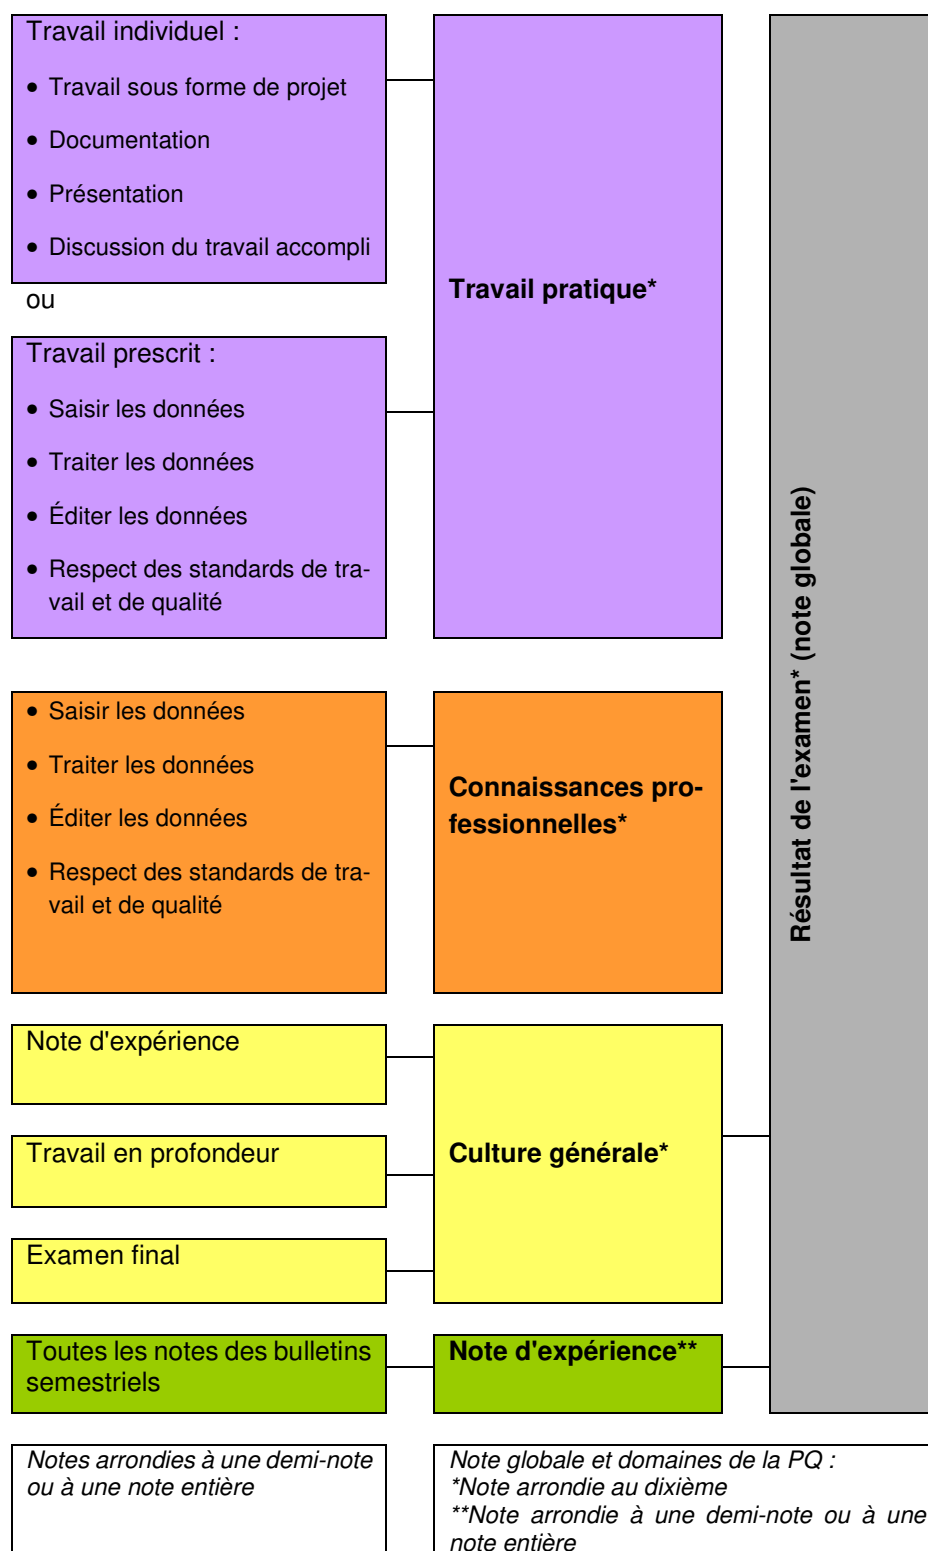 Travail individuel :
• Travail sous forme de projet
• Documentation
• Présentation
• Discussion du travail accompli
ou
Travail prescrit :
• Saisir les données
• Traiter les données
• Éditer les données
• Respect des standards de tra-
vail et de qualité
Travail pratique*
• Saisir les données
• Traiter les données
• Éditer les données
• Respect des standards de tra-
vail et de qualité
Connaissances pro-
fessionnelles*
Note d'expérience
Travail en profondeur
Examen final
Culture générale*
Toutes les notes des bulletins
semestriels
Note d'expérience**
Résultat de l'examen* (note globale)
Notes arrondies à une demi-note
ou à une note entière
Note globale et domaines de la PQ :
*Note arrondie au dixième
**Note arrondie à une demi-note ou à une
note entière